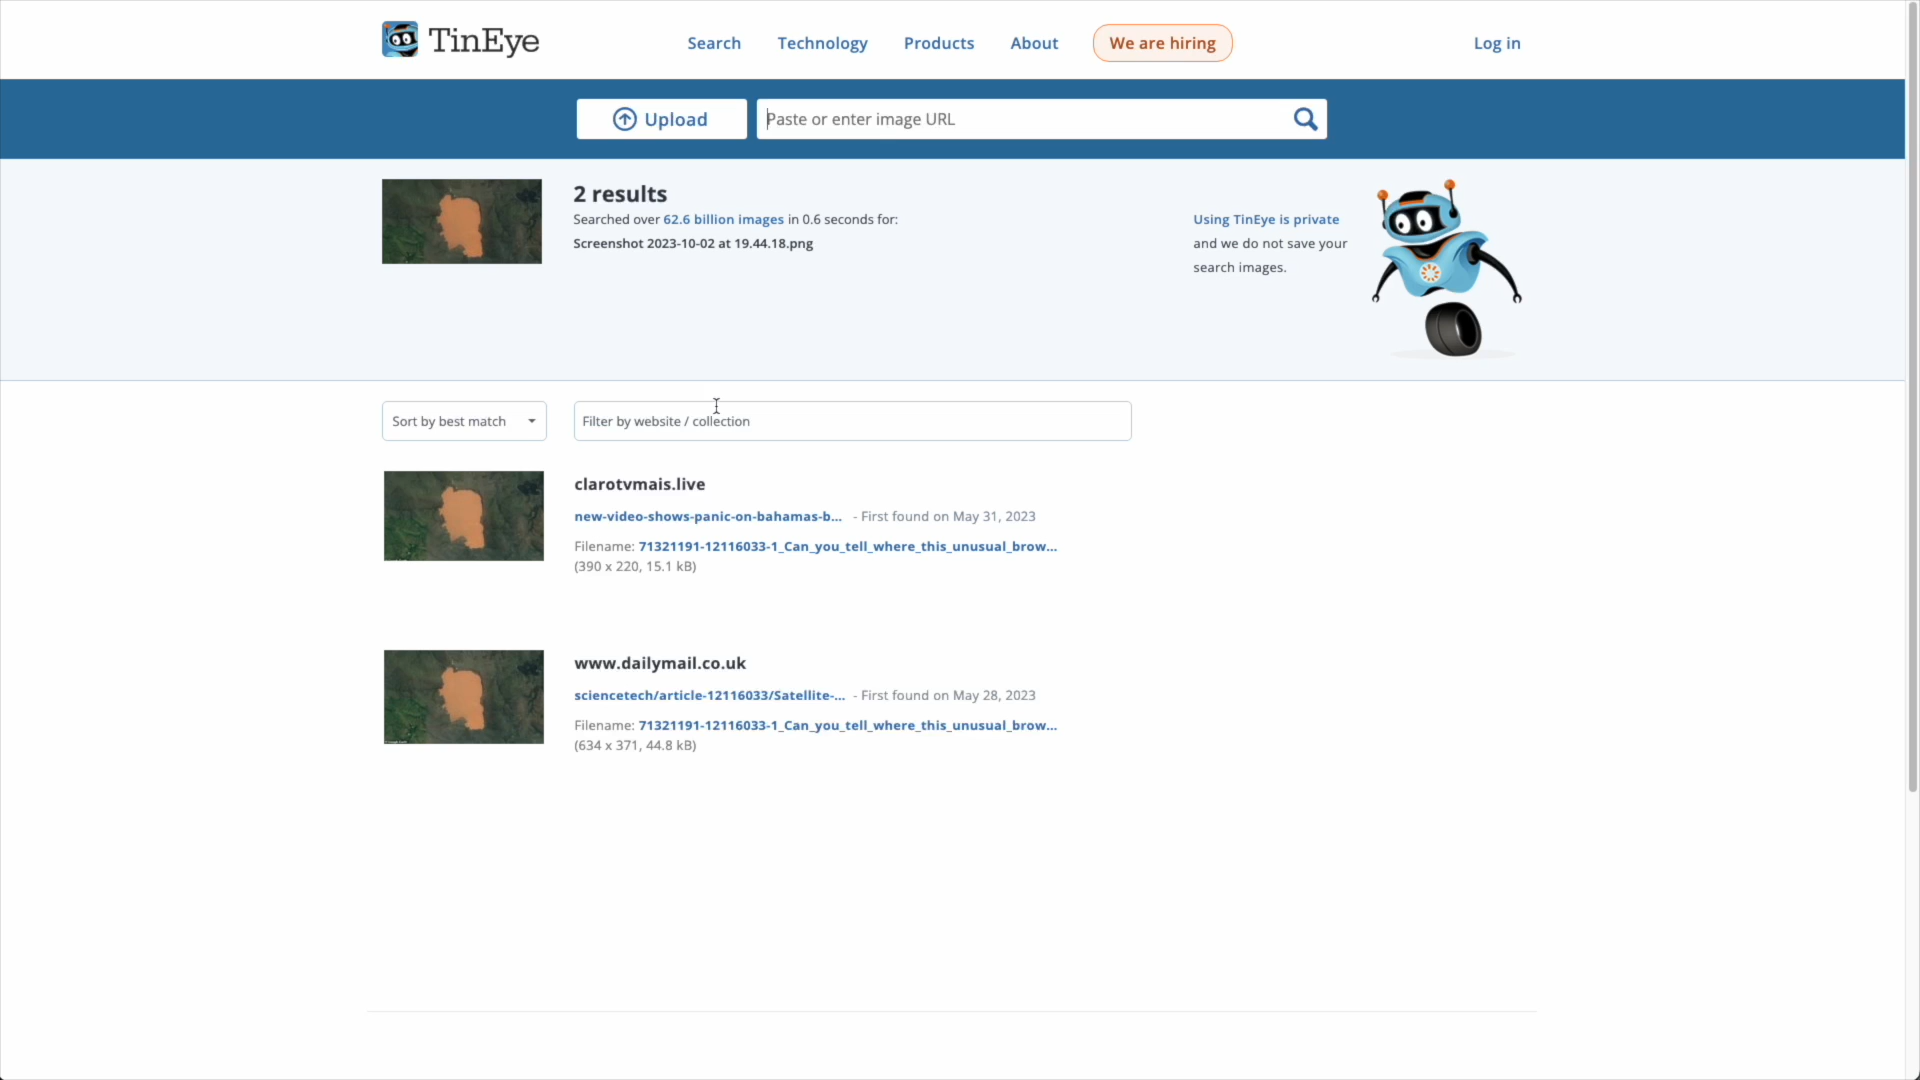 TinEye
Search
Technology
Products
About
We are hiring
Log in
Upload
Paste or enter image URL
2 results
Searched over 62.6 billion images in 0.6 seconds for:
Screenshot 2023-10-02 at 19.44.18.png
Using TinEye is private
and we do not save your
search images.
Sort by best match
Filter by website / collection
clarotvmais.live
new-video-shows-panic-on-bahamas-b... - First found on May 31, 2023
Filename: 71321191-12116033-1_Can_you_tell_where_this_unusual_brow...
(390 x 220, 15.1 kB)
www.dailymail.co.uk
sciencetech/article-12116033/Satellite-... - First found on May 28, 2023
Filename: 71321191-12116033-1_Can_you_tell_where_this_unusual_brow...
(634 x 371, 44.8 kB)